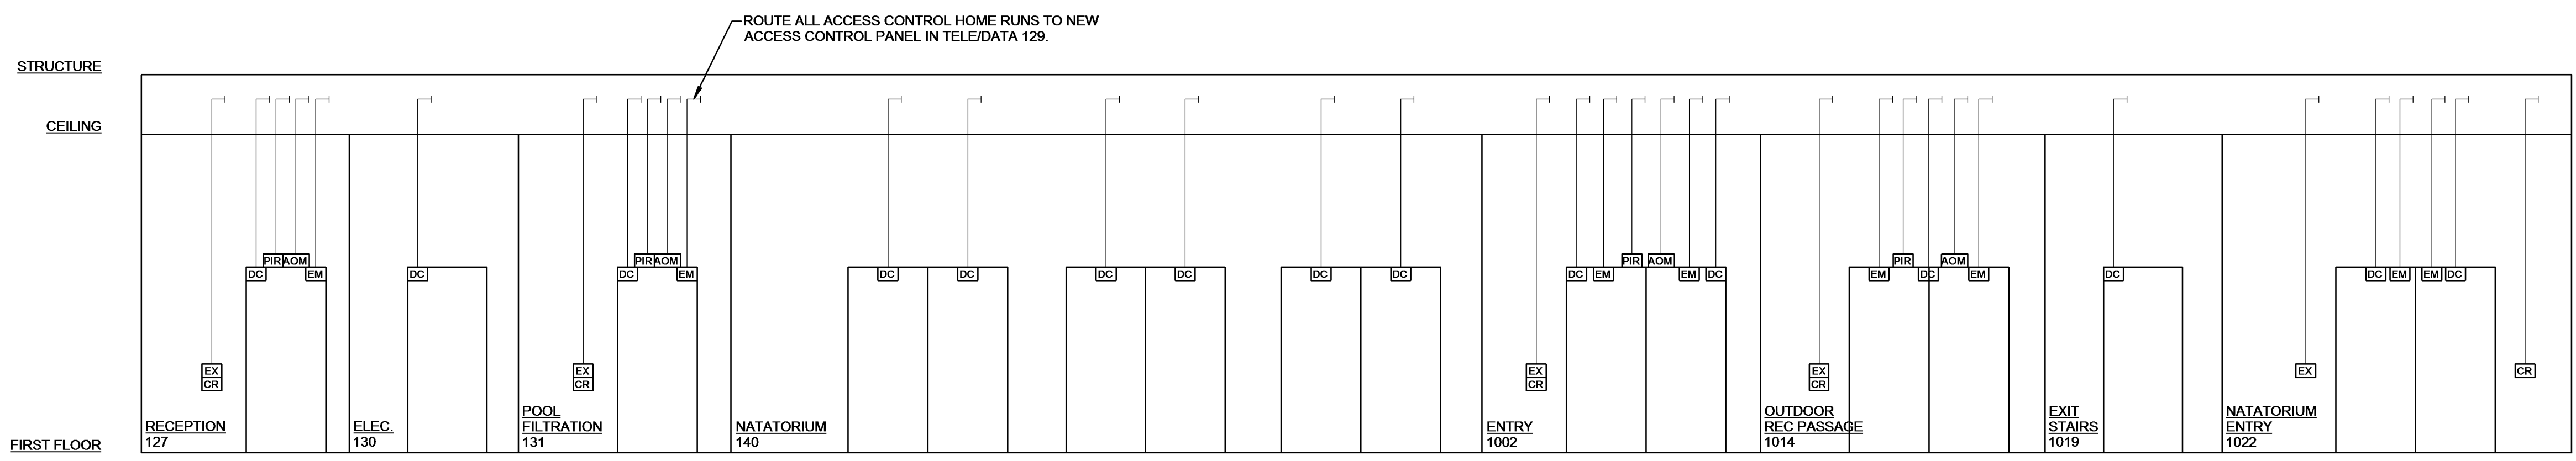 ROUTE ALL ACCESS CONTROL HOME RUNS TO NEW
ACCESS CONTROL PANEL IN TELE/DATA 129.
STRUCTURE
CEILING
PIR AOM
DC EM
EX
CR
RECEPTION
127
DC
ELEC.
130
PIR AOM
DC EM
EX
CR
POOL
FILTRATION
131
DC DC DC DC DC DC
NATATORIUM
140
PIR AOM
DC EM EM DC
EX
CR
ENTRY
1002
PIR AOM
EM DC EM
EX
CR
OUTDOOR
REC PASSAGE
1014
DC
EXIT
STAIRS
1019
DC EM EM DC
EX CR
NATATORIUM
ENTRY
1022
FIRST FLOOR